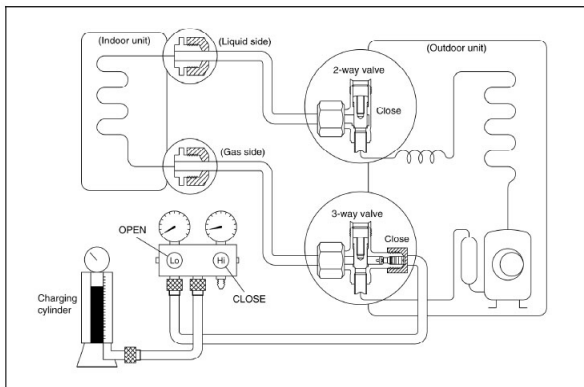 (Indoor unit)
(Liquid side)
(Outdoor unit)
2-way valve
Close
(Gas side)
3-way valve
Close
OPEN
Lo
Hi
CLOSE
Charging
cylinder